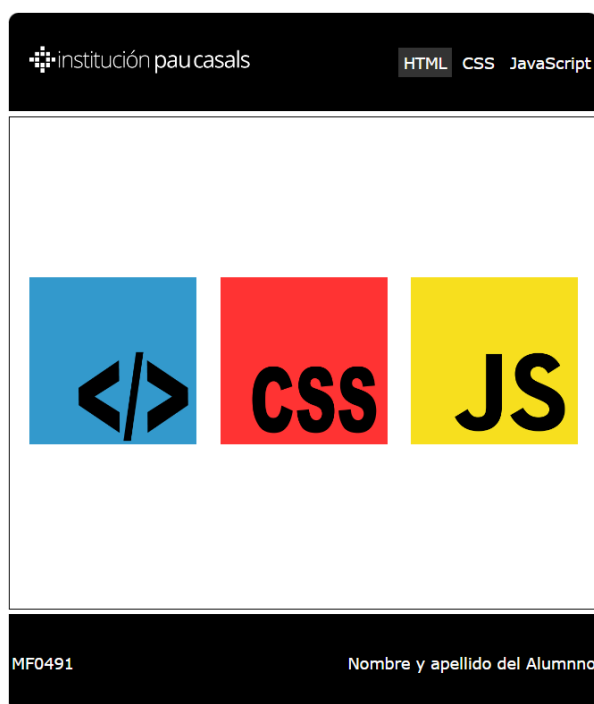 institución pau casals
HTML CSS JavaScript
</>
CSS
JS
MF0491
Nombre y apellido del Alumnno